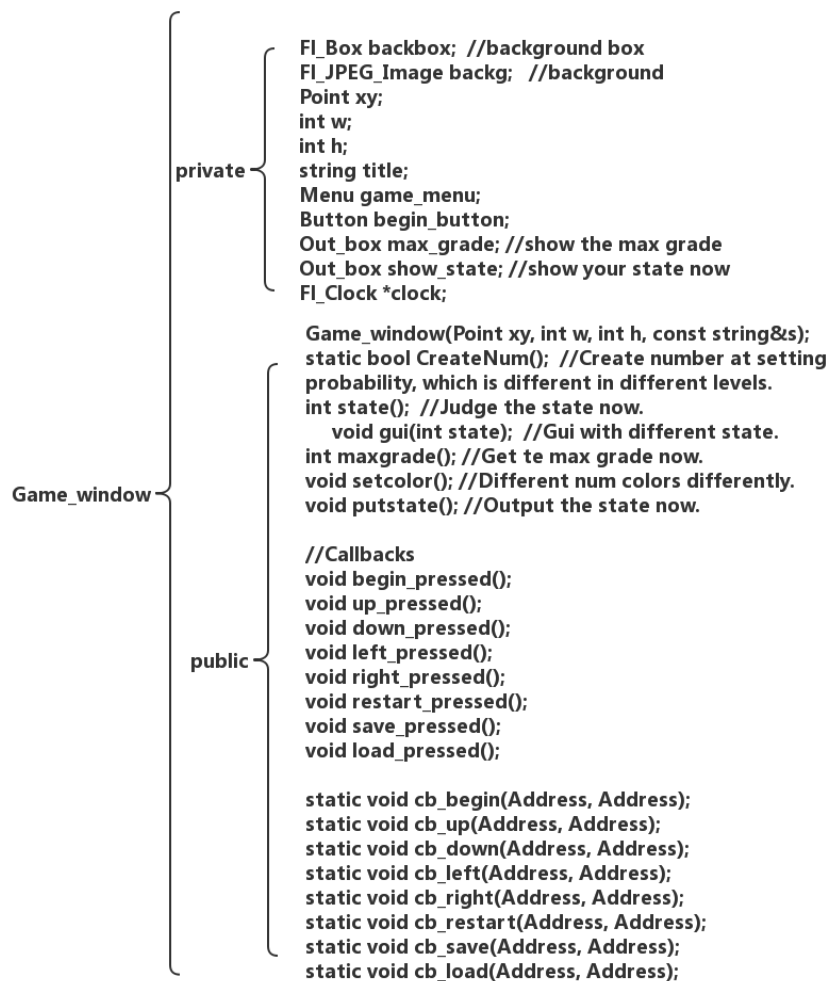 Fl_Box backbox;  //background box
Fl_JPEG_Image backg;   //background
Point xy;
int w;
int h;
private
string title;
Menu game_menu;
Button begin_button;
Out_box max_grade; //show the max grade
Out_box show_state; //show your state now
Fl_Clock *clock;
Game_window(Point xy, int w, int h, const string&s);
static bool CreateNum();  //Create number at setting
probability, which is different in different levels.
int state();  //Judge the state now.
void gui(int state);  //Gui with different state.
int maxgrade(); //Get te max grade now.
void setcolor(); //Different num colors differently.
Game_window
void putstate(); //Output the state now.
//Callbacks
void begin_pressed();
void up_pressed();
void down_pressed();
void left_pressed();
public
void right_pressed();
void restart_pressed();
void save_pressed();
void load_pressed();
static void cb_begin(Address, Address);
static void cb_up(Address, Address);
static void cb_down(Address, Address);
static void cb_left(Address, Address);
static void cb_right(Address, Address);
static void cb_restart(Address, Address);
static void cb_save(Address, Address);
static void cb_load(Address, Address);